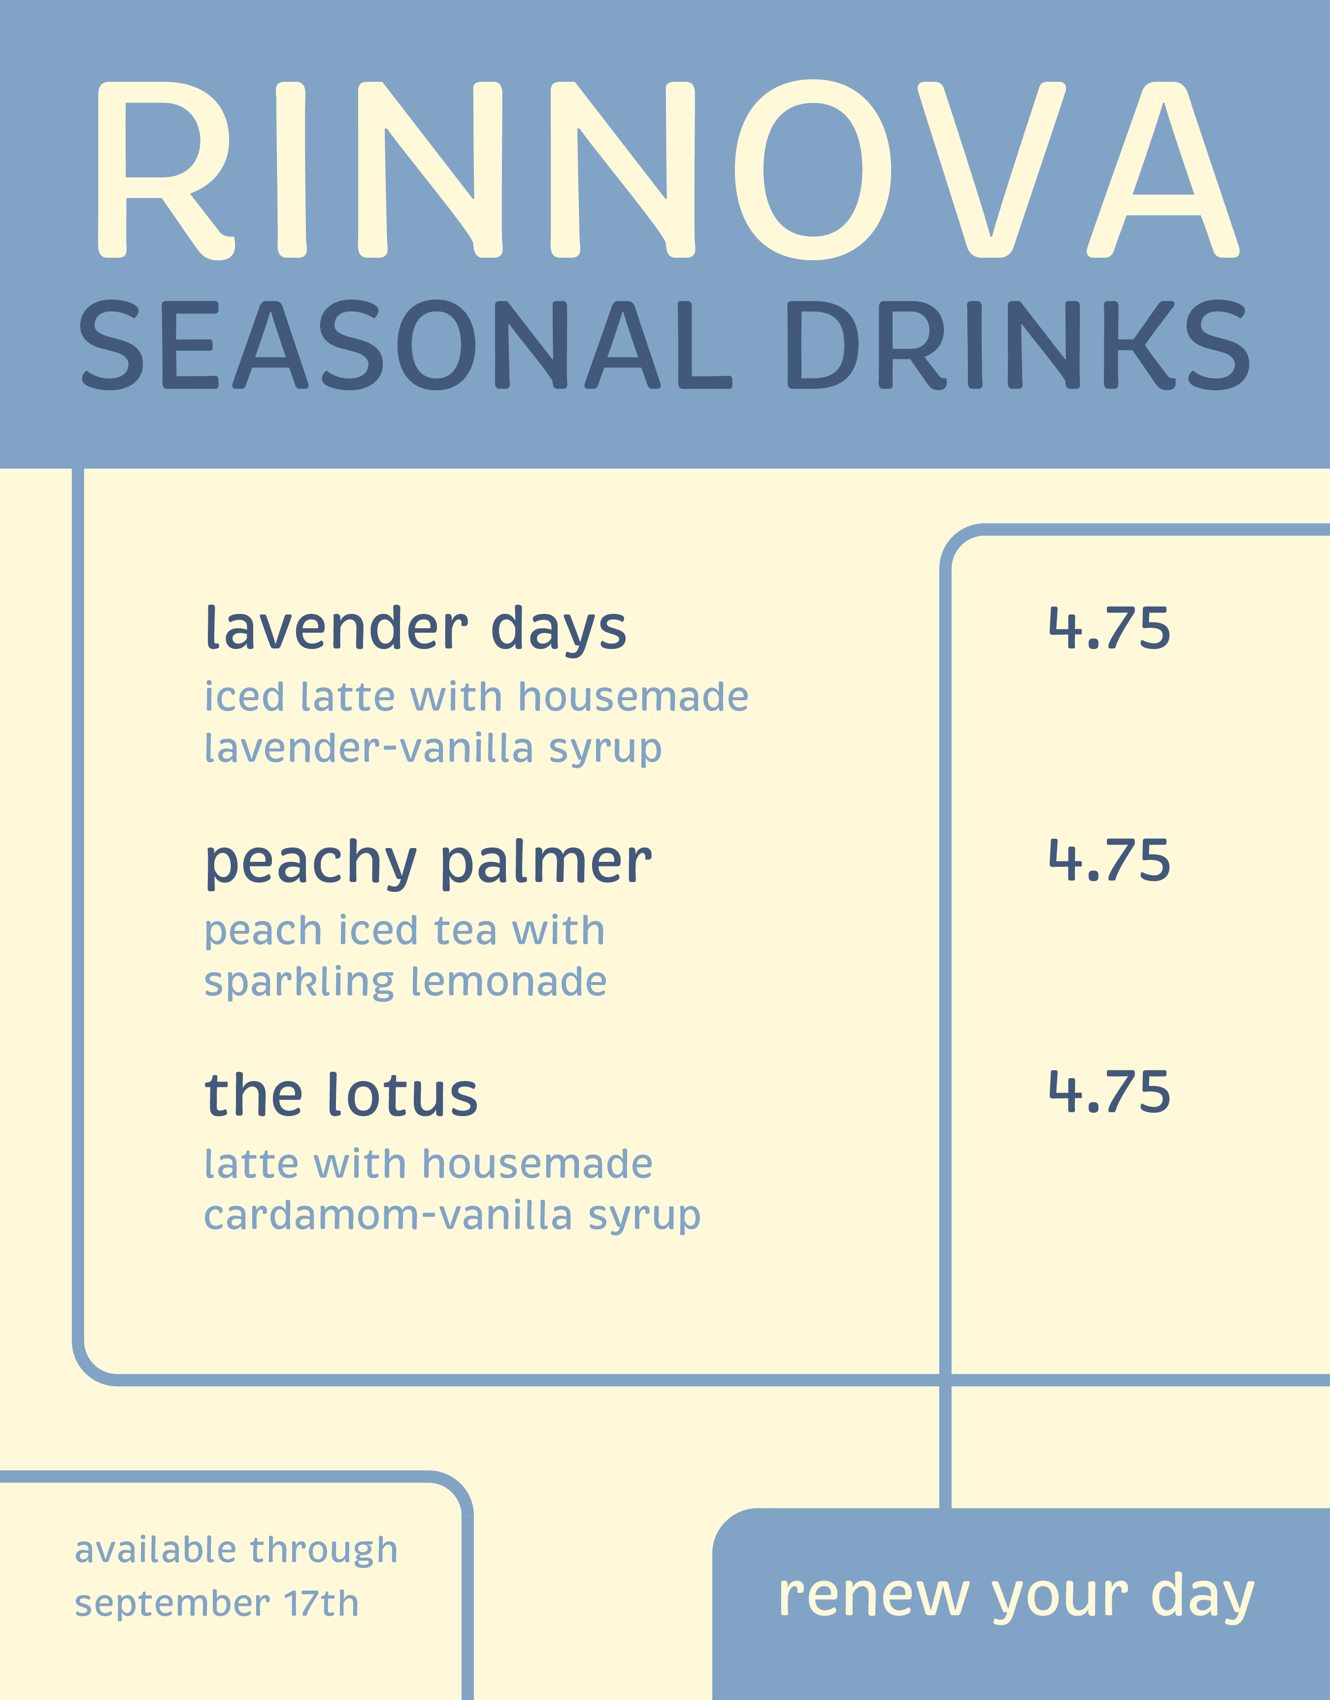 RINNOVA
SEASONAL DRINKS
lavender days 4.75
iced latte with housemade
lavender-vanilla syrup
peachy palmer 4.75
peach iced tea with
sparkling lemonade
the lotus 4.75
latte with housemade
cardamom-vanilla syrup
available through
september 17th
renew your day